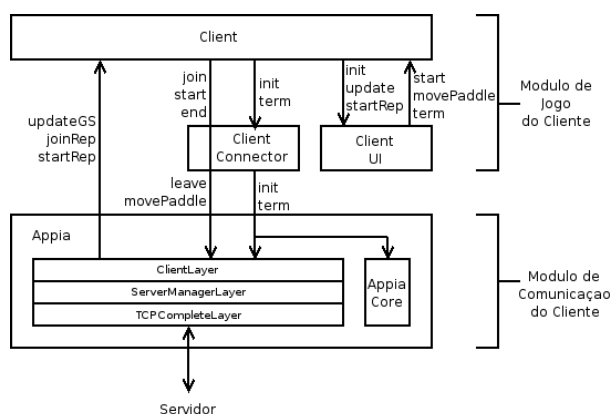 Client
updateGS
joinRep
startRep
join
start
end
init
term
init
update
startRep
start
movePaddle
term
Client
Connector
Client
UI
Modulo de
Jogo
do Cliente
leave
movePaddle
init
term
Appia
ClientLayer
ServerManagerLayer
TCPCompleteLayer
Appia
Core
Modulo de
Comunicaçao
do Cliente
Servidor